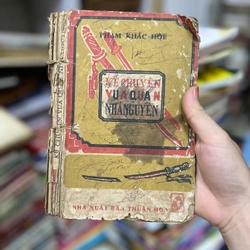 PHẠM KHẮC HÒE
KỂ CHUYỆN
VUA QUAN
NHÀ NGUYỄN
NHÀ XUẤT BẢN THUẬN HÓA